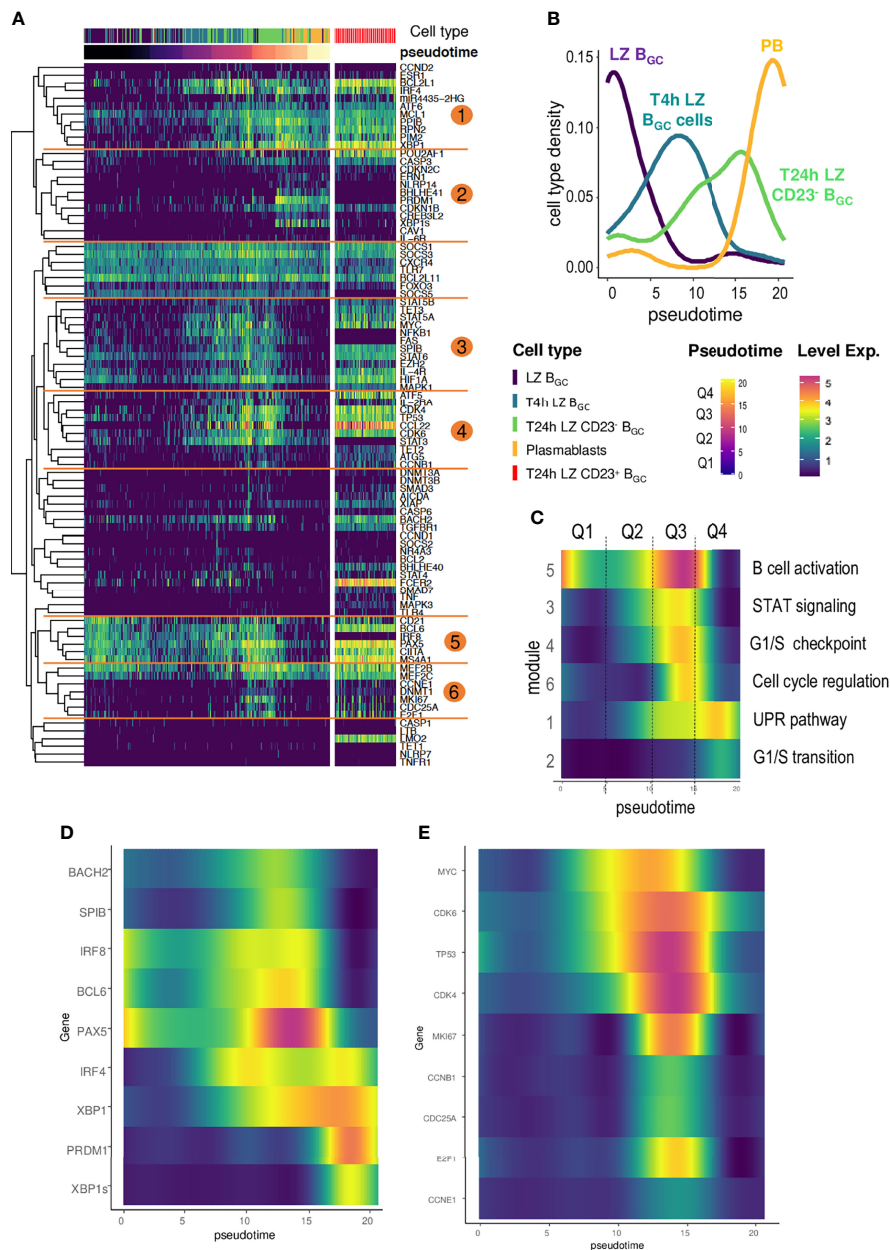 A
Cell type
pseudotime
CCND2
ESR1
BCL2L1
IRF4
miR4435-2HG
ATF6
MCL1
PPIB
RPN2
PIM2
XBP1
1
POU2AF1
CASP3
CDKN2C
ERN1
NLRP14
BHLHE41
PRDM1
CDKN1B
CREB3L2
XBP1s
CAV1
IL-6R
2
SOCS1
SOCS3
CXCR4
TLR7
BCL2L11
FOXO3
SOCS5
STAT5B
TET3
STAT5A
MYC
NFKB1
FAS
SPIB
STAT6
EZH2
IL-4R
HIF1A
MAPK1
3
ATF5
IL-2RA
CDK4
TP53
CCL22
CDK6
STAT3
TET2
ATG5
CCNB1
4
DNMT3A
DNMT3B
SMAD3
AICDA
XIAP
CASP6
BACH2
TGFBR1
CCND1
SOCS2
NR4A3
BCL2
BHLHE40
STAT4
FCER2
SMAD7
TNF
MAPK3
TLR4
CD21
BCL6
IRF8
PAX5
CIITA
MS4A1
5
MEF2B
MEF2C
CCNE1
DNMT1
MKI67
CDC25A
E2F1
6
CASP1
LTB
LMO2
TET1
NLRP7
TNFR1
B
LZ BGC
PB
T4h LZ
BGC cells
T24h LZ
CD23- BGC
cell type density
0.15
0.10
0.05
0.00
0 5 10 15 20
pseudotime
Cell type
LZ BGC
T4h LZ BGC
T24h LZ CD23- BGC
Plasmablasts
T24h LZ CD23+ BGC
Pseudotime
Q4
Q3
Q2
Q1
20
15
10
5
0
Level Exp.
5
4
3
2
1
C
Q1 Q2 Q3 Q4
module
5 B cell activation
3 STAT signaling
4 G1/S checkpoint
6 Cell cycle regulation
1 UPR pathway
2 G1/S transition
0 5 10 15 20
pseudotime
D
Gene
BACH2
SPIB
IRF8
BCL6
PAX5
IRF4
XBP1
PRDM1
XBP1s
0 5 10 15 20
pseudotime
E
Gene
MYC
CDK6
TP53
CDK4
MKI67
CCNB1
CDC25A
E2F1
CCNE1
0 5 10 15 20
pseudotime